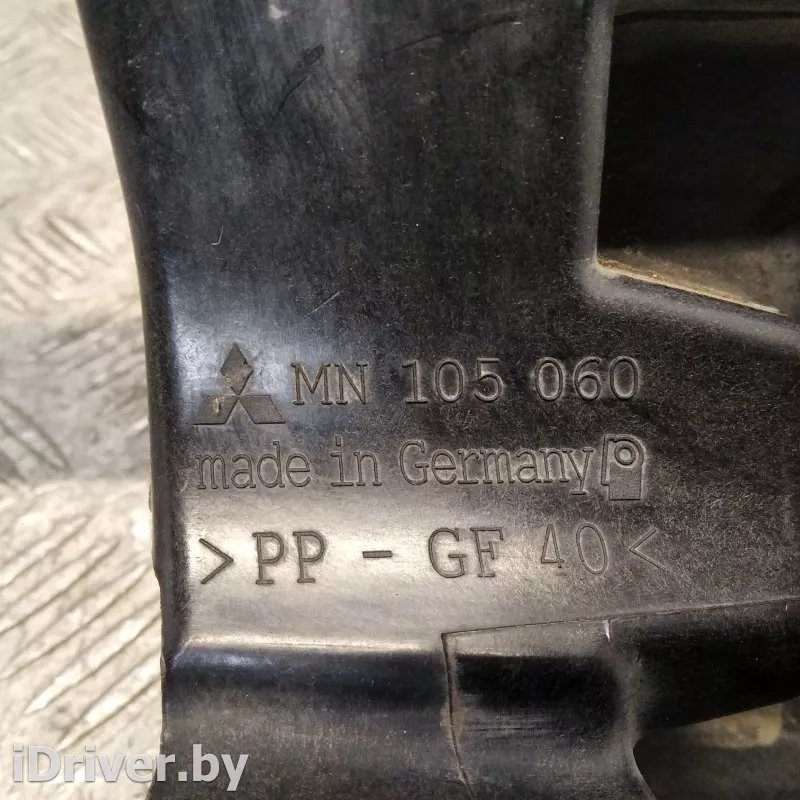 MN 105 060
made in Germany
>PP - GF 40<
iDriver.by